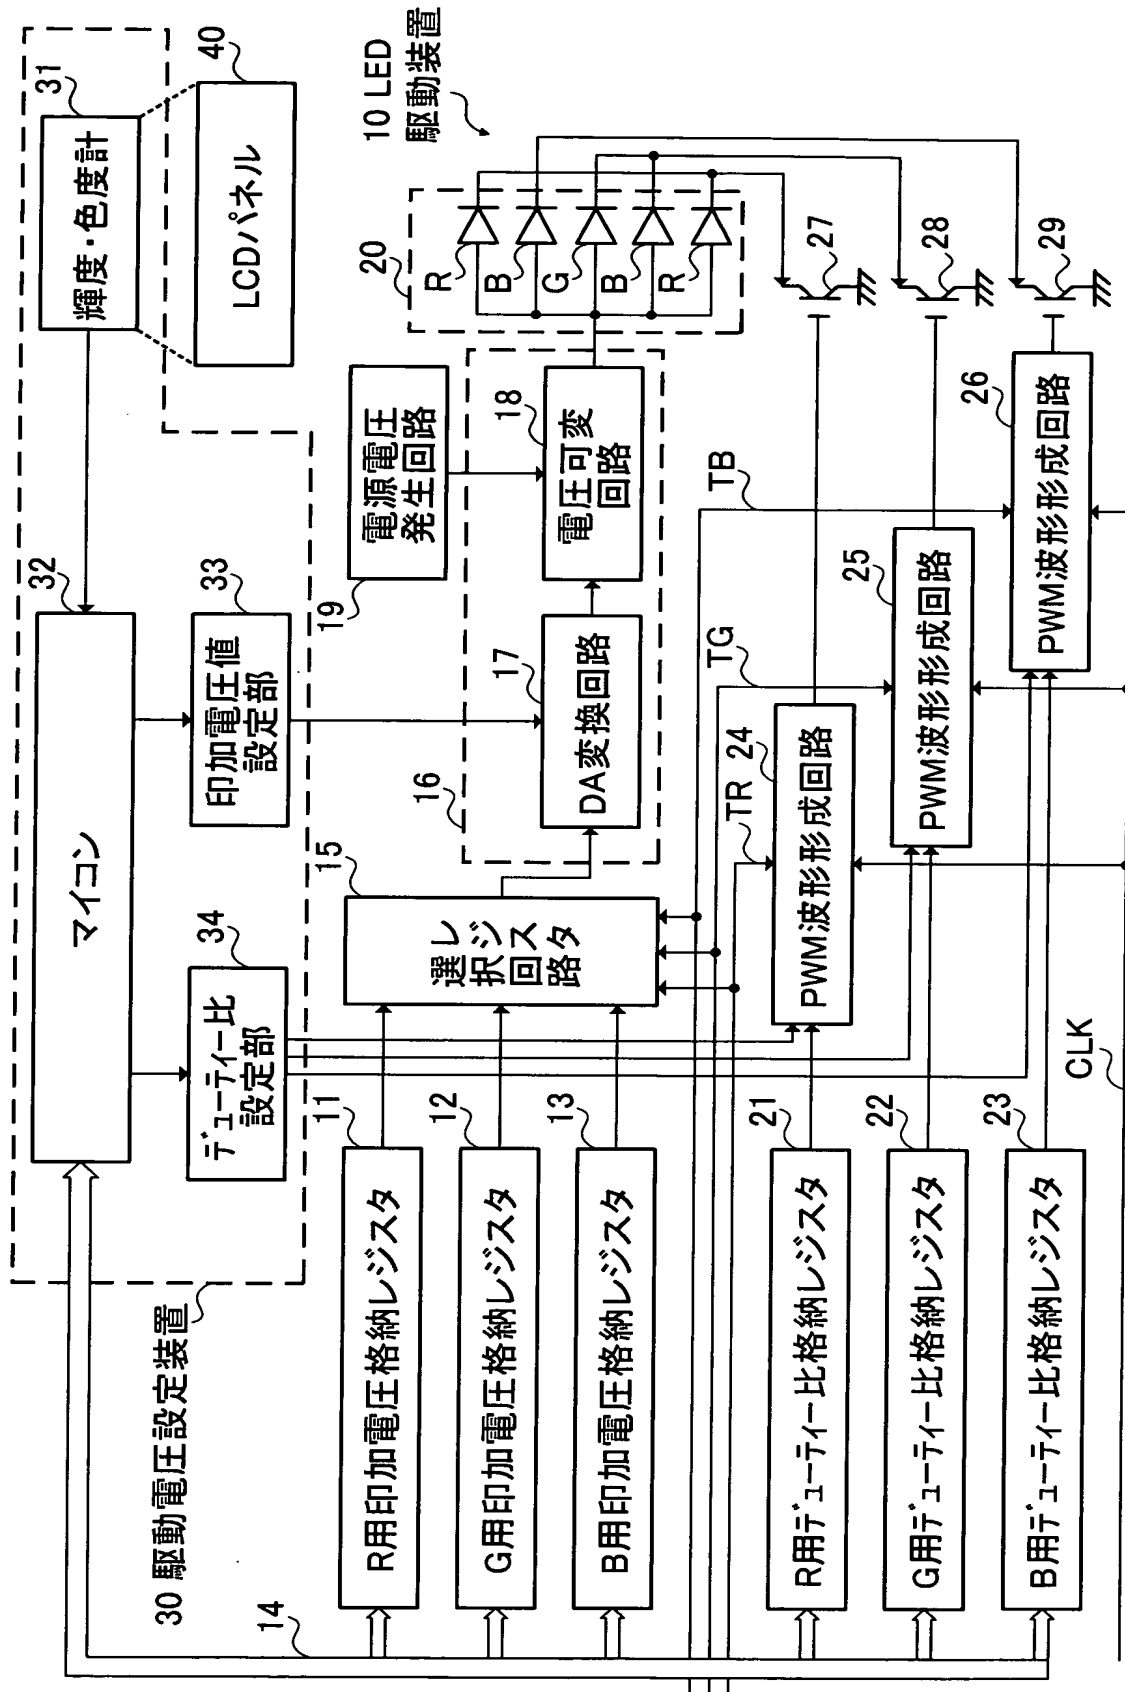 30 駆動電圧設定装置
31
輝度・色度計
40
LCDパネル
32
マイコン
33
印加電圧値
設定部
34
デューティー比
設定部
10 LED
駆動装置
20
R
B
G
B
R
19
電源電圧
発生回路
16
18
電圧可変
回路
17
DA変換回路
15
レジスタ
選択回路
14
11
R用印加電圧格納レジスタ
12
G用印加電圧格納レジスタ
13
B用印加電圧格納レジスタ
21
R用デューティー比格納レジスタ
22
G用デューティー比格納レジスタ
23
B用デューティー比格納レジスタ
TR
TG
TB
24
PWM波形形成回路
25
PWM波形形成回路
26
PWM波形形成回路
27
28
29
CLK